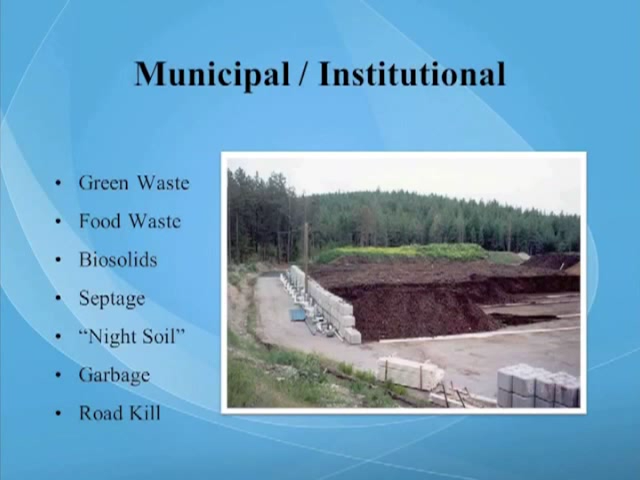 Municipal / Institutional
• Green Waste
• Food Waste
• Biosolids
• Septage
• “Night Soil”
• Garbage
• Road Kill